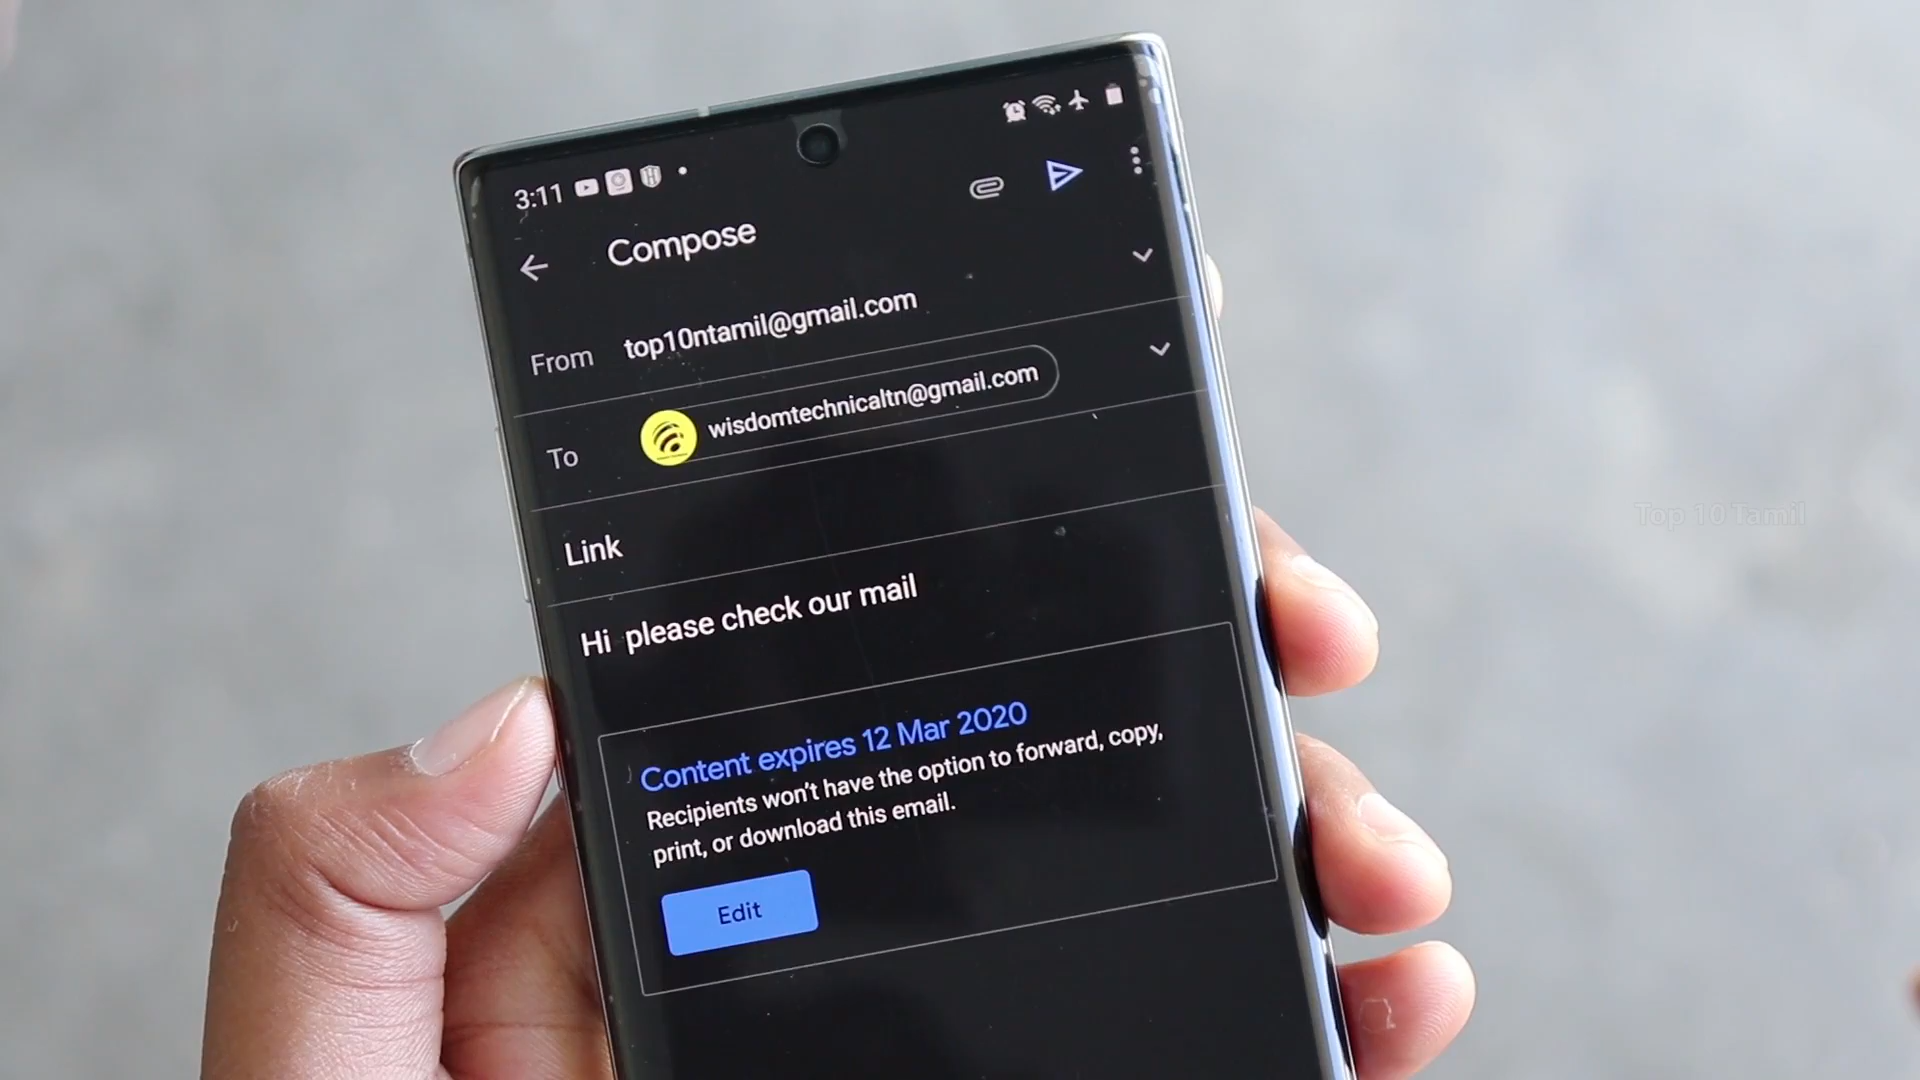 3:11
Compose
From top10ntamil@gmail.com
To wisdomtechnicaltn@gmail.com
Link
Hi please check our mail
Content expires 12 Mar 2020
Recipients won't have the option to forward, copy,
print, or download this email.
Edit
Top 10 Tamil